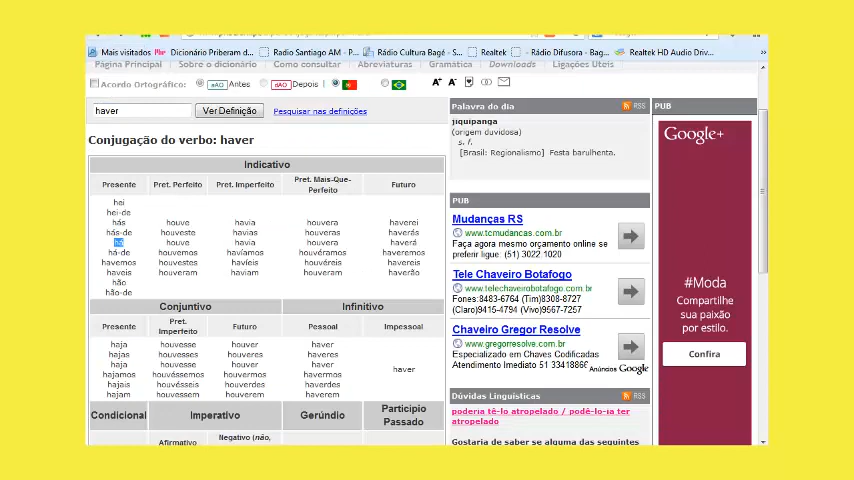 Mais visitados Dicionário Priberam d... Radio Santiago AM - P... Rádio Cultura Bagé - S... Realtek - Rádio Difusora - Bag... Realtek HD Audio Driv... »
Página Principal Sobre o dicionário Como consultar Abreviaturas Gramática Downloads Ligações Úteis
Acordo Ortográfico: aAO Antes dAO Depois
haver Ver Definição Pesquisar nas definições
Conjugação do verbo: haver
Indicativo
Presente Pret. Perfeito Pret. Imperfeito Pret. Mais-Que-Perfeito Futuro
hei
hei-de
hás houve havia houvera haverei
hás-de houveste havias houveras haverás
há houve havia houvera haverá
há-de houvemos havíamos houvéramos haveremos
havemos houvestes havíeis houvéreis havereis
haveis houveram haviam houveram haverão
hão
hão-de
Conjuntivo Infinitivo
Presente Pret. Imperfeito Futuro Pessoal Impessoal
haja houvesse houver haver
hajas houvesses houveres haveres
haja houvesse houver haver haver
hajamos houvéssemos houvermos havermos
hajais houvésseis houverdes haverdes
hajam houvessem houverem haverem
Condicional Imperativo Gerúndio Participio Passado
Afirmativo Negativo (não,
Palavra do dia RSS
jiquipanga
(origem duvidosa)
s. f.
[Brasil: Regionalismo] Festa barulhenta.
PUB
Mudanças RS
www.tcmudancas.com.br
Faça agora mesmo orçamento online se
preferir ligue: (51) 3022.1020
Tele Chaveiro Botafogo
www.telechaveirobotafogo.com.br
Fones:8483-6764 (Tim)8308-8727
(Claro)9415-4794 (Vivo)9567-7257
Chaveiro Gregor Resolve
www.gregorresolve.com.br
Especializado em Chaves Codificadas
Atendimento Imediato 51 33418866
Anúncios Google
Dúvidas Linguísticas RSS
poderia tê-lo atropelado / podê-lo-ia ter
atropelado
Gostaria de saber se alguma das seguintes
PUB
Google+
#Moda
Compartilhe
sua paixão
por estilo.
Confira